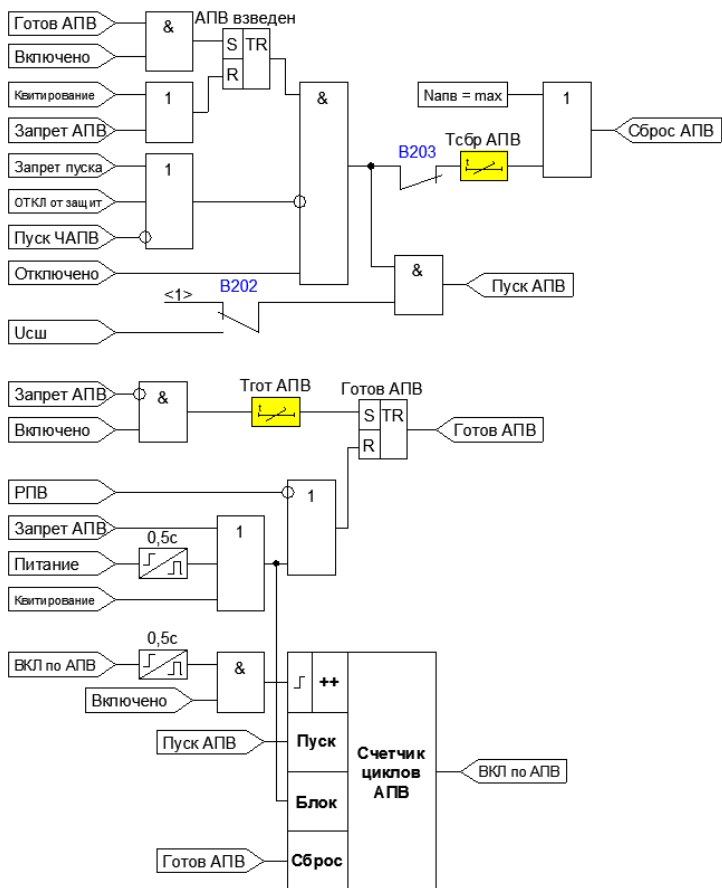 Готов АПВ
&
АПВ взведен
Включено
S TR
R
Квитирование
1
Запрет АПВ
&
Nапв = max
1
Сброс АПВ
Запрет пуска
1
B203
Тсбр АПВ
t
ОТКЛ от защит
Пуск ЧАПВ
Отключено
&
B202
<1>
Пуск АПВ
Uсш
Запрет АПВ
&
Тгот АПВ
t
Готов АПВ
S TR
R
Готов АПВ
Включено
РПВ
1
Запрет АПВ
1
0,5с
Питание
Квитирование
0,5с
ВКЛ по АПВ
&
++
Включено
Пуск АПВ
Пуск
Счетчик
циклов
АПВ
ВКЛ по АПВ
Блок
Готов АПВ
Сброс